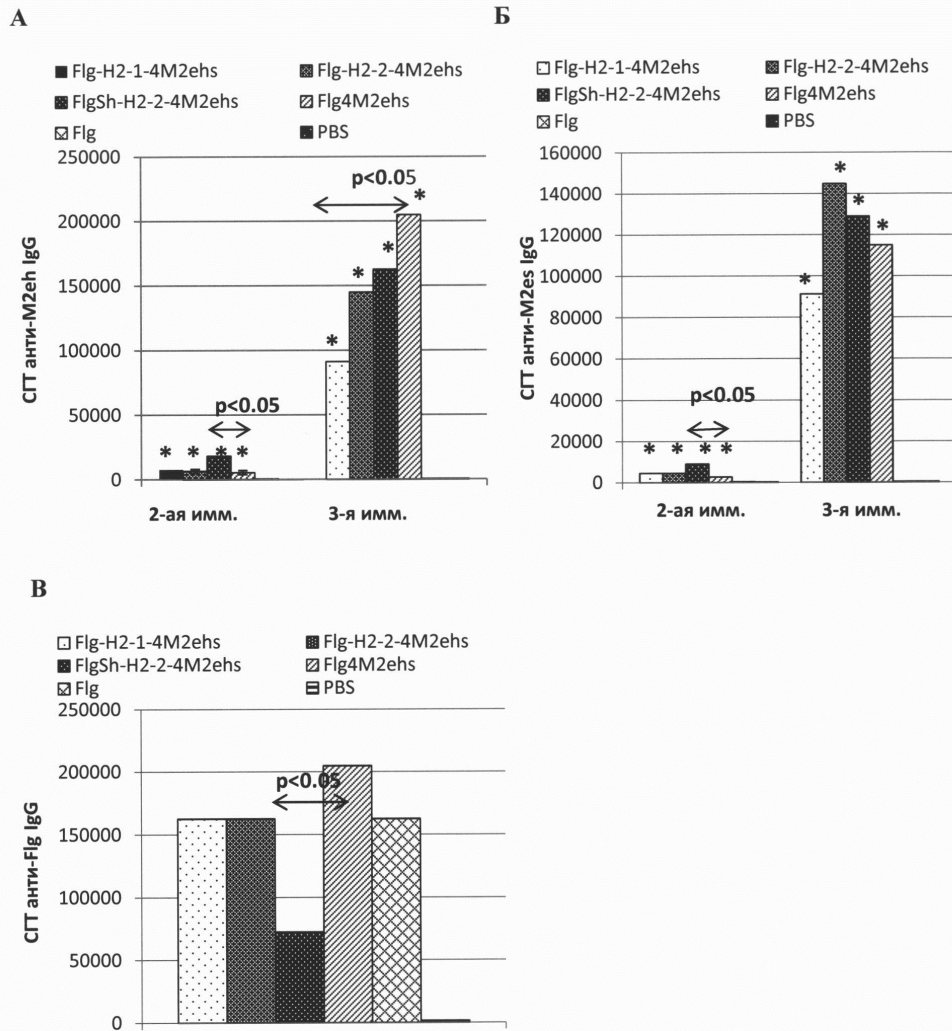 А
Flg-H2-1-4M2ehs Flg-H2-2-4M2ehs
FlgSh-H2-2-4M2ehs Flg4M2ehs
Flg PBS
СГТ анти-M2eh IgG
250000
200000
150000
100000
50000
0
p<0.05
*
*
*
*
p<0.05
* * * *
2-ая имм. 3-я имм.
Б
Flg-H2-1-4M2ehs Flg-H2-2-4M2ehs
FlgSh-H2-2-4M2ehs Flg4M2ehs
Flg PBS
СГТ анти-M2es IgG
160000
140000
120000
100000
80000
60000
40000
20000
0
*
*
*
*
p<0.05
* * * *
2-ая имм. 3-я имм.
В
Flg-H2-1-4M2ehs Flg-H2-2-4M2ehs
FlgSh-H2-2-4M2ehs Flg4M2ehs
Flg PBS
СГТ анти-Flg IgG
250000
200000
150000
100000
50000
0
p<0.05